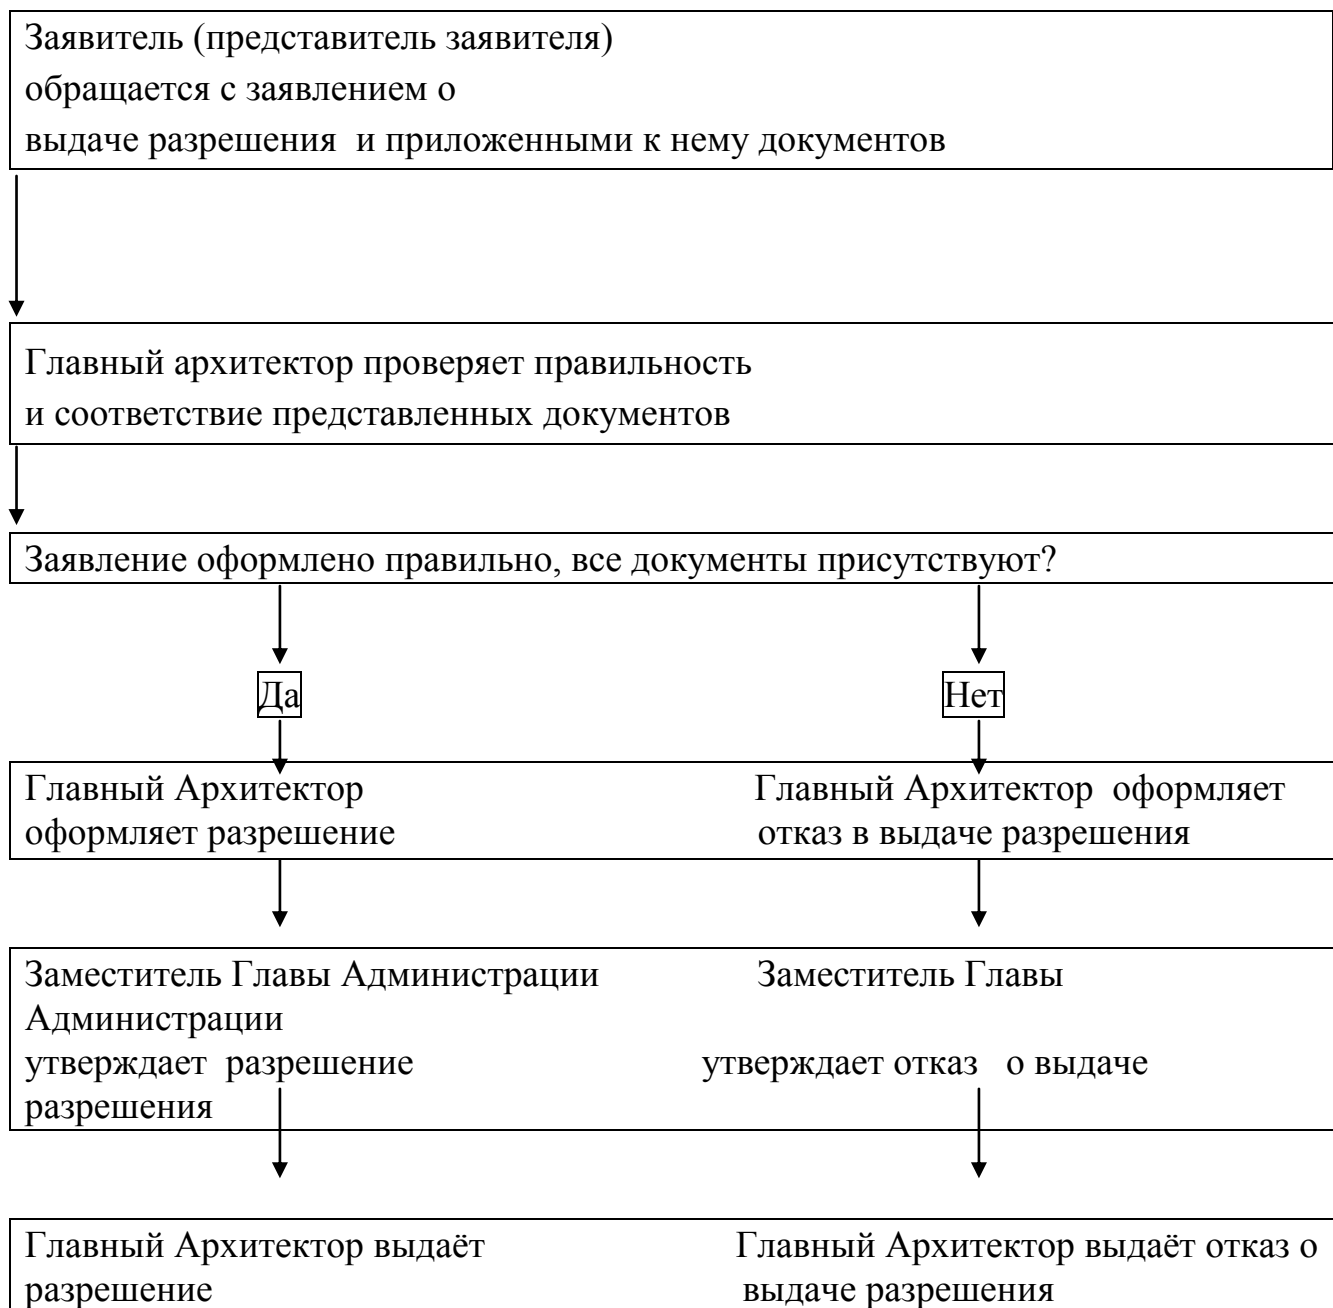 Заявитель (представитель заявителя)
обращается с заявлением о
выдаче разрешения и приложенными к нему документов
Главный архитектор проверяет правильность
и соответствие представленных документов
Заявление оформлено правильно, все документы присутствуют?
Да Нет
Главный Архитектор Главный Архитектор оформляет
оформляет разрешение отказ в выдаче разрешения
Заместитель Главы Администрации Заместитель Главы
Администрации
утверждает разрешение утверждает отказ о выдаче
разрешения
Главный Архитектор выдаёт Главный Архитектор выдаёт отказ о
разрешение выдаче разрешения